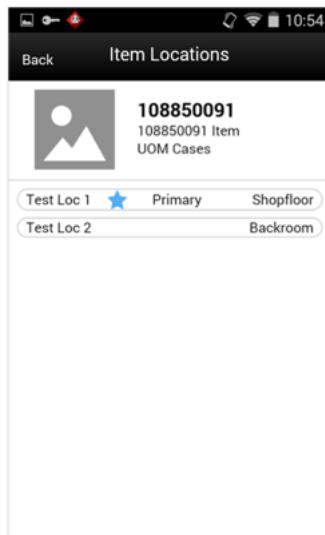 10:54
Back Item Locations
108850091
108850091 Item
UOM Cases
Test Loc 1 Primary Shopfloor
Test Loc 2 Backroom